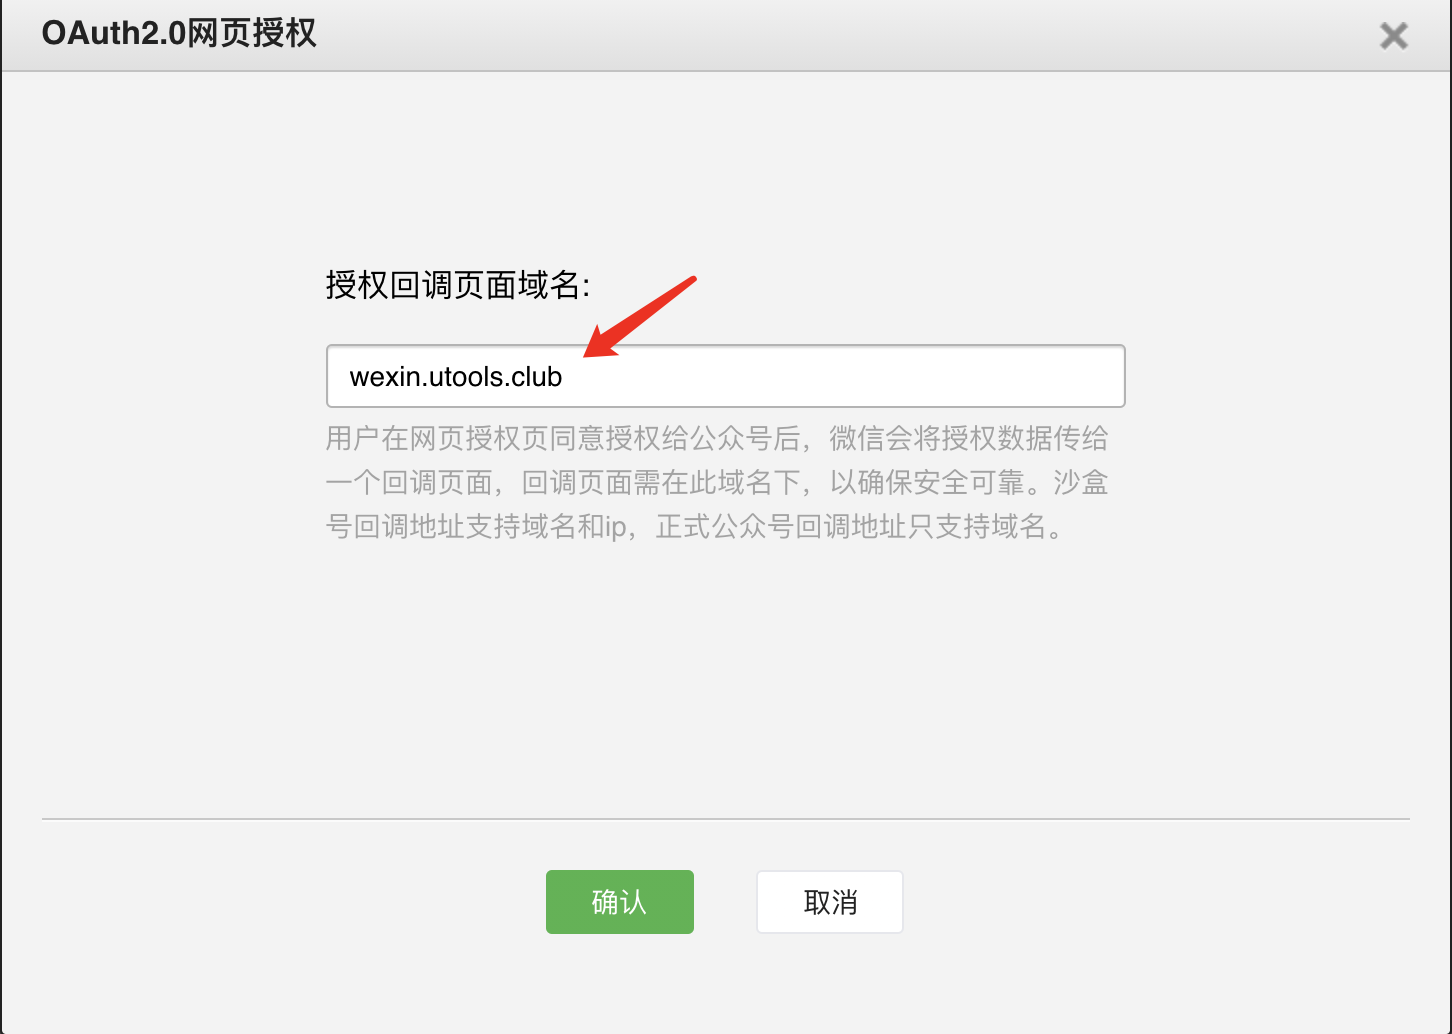 OAuth2.0网页授权
授权回调页面域名:
wexin.utools.club
用户在网页授权页同意授权给公众号后，微信会将授权数据传给
一个回调页面，回调页面需在此域名下，以确保安全可靠。沙盒
号回调地址支持域名和ip，正式公众号回调地址只支持域名。
确认
取消